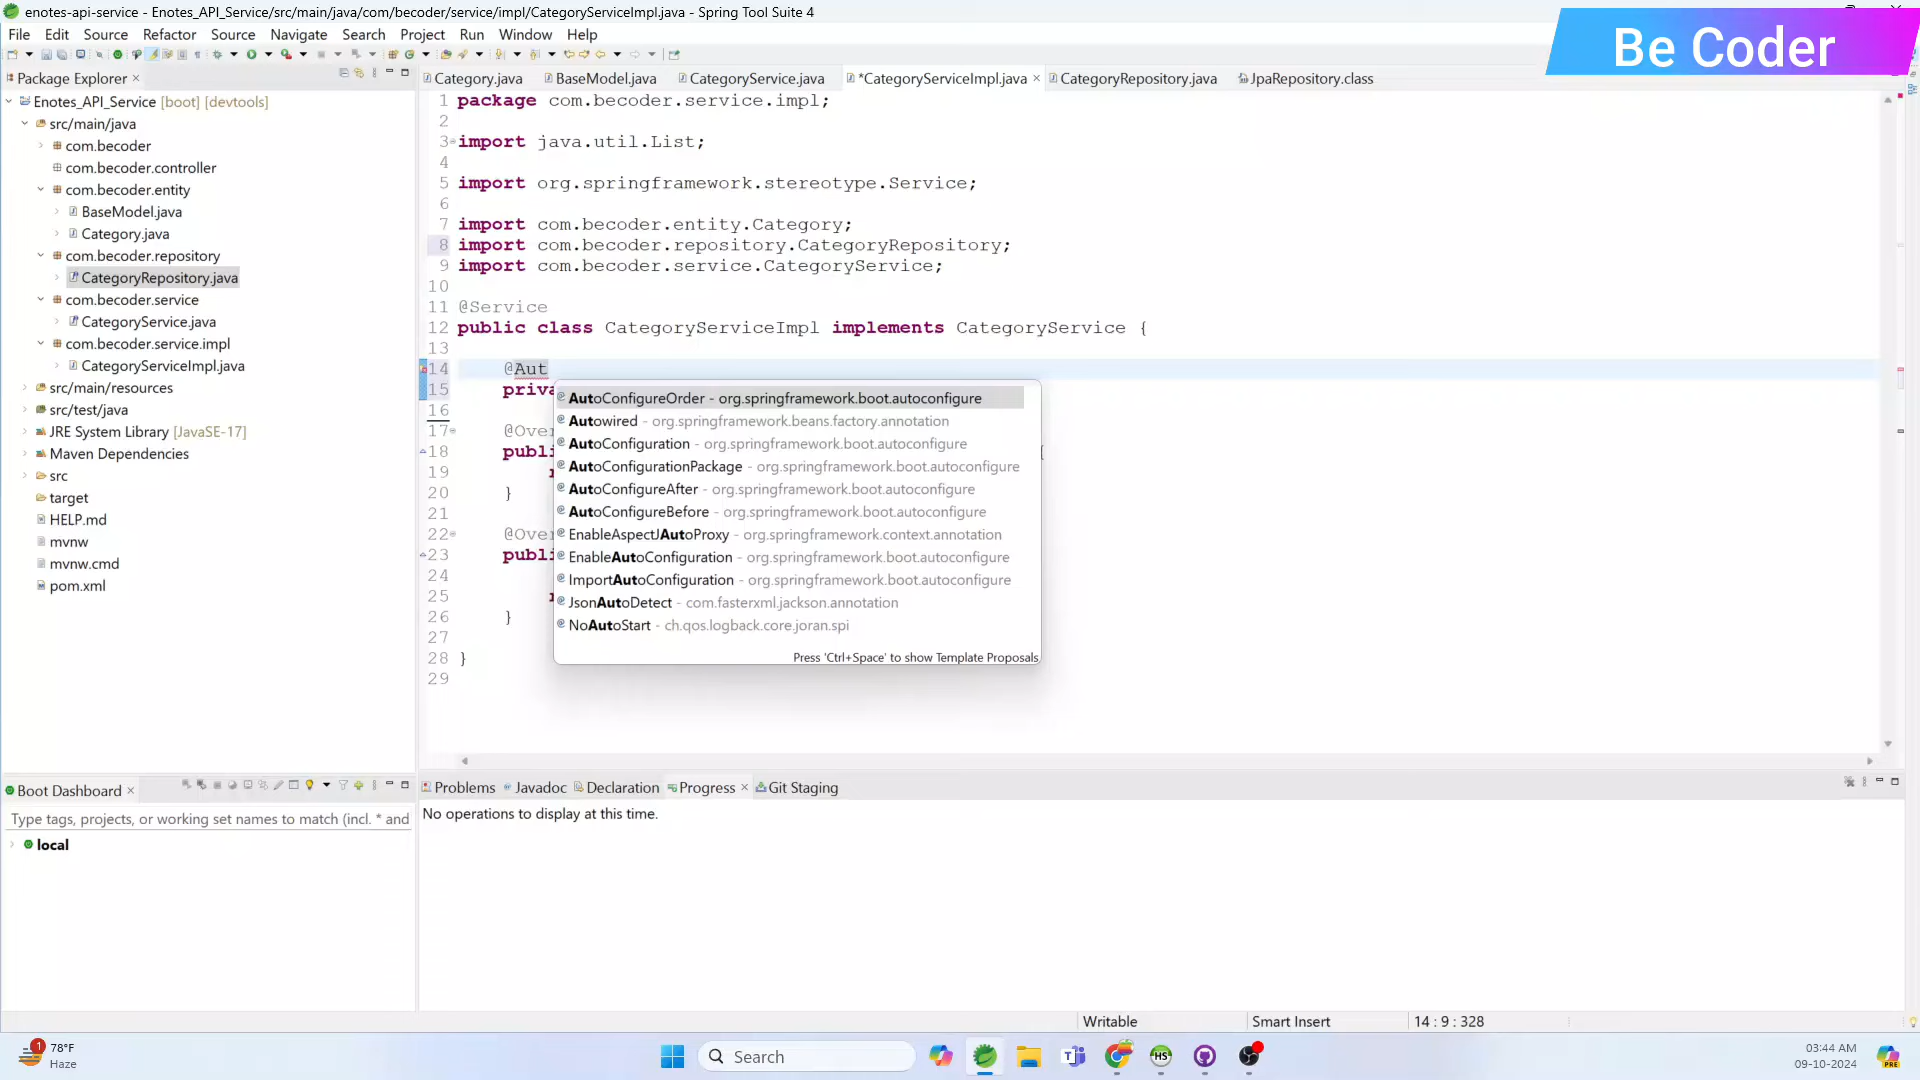 enotes-api-service - Enotes_API_Service/src/main/java/com/becoder/service/impl/CategoryServiceImpl.java - Spring Tool Suite 4
Be Coder
File Edit Source Refactor Source Navigate Search Project Run Window Help
Package Explorer
Category.java BaseModel.java CategoryService.java *CategoryServiceImpl.java CategoryRepository.java JpaRepository.class
Enotes_API_Service [boot] [devtools]
src/main/java
com.becoder
com.becoder.controller
com.becoder.entity
BaseModel.java
Category.java
com.becoder.repository
CategoryRepository.java
com.becoder.service
CategoryService.java
com.becoder.service.impl
CategoryServiceImpl.java
src/main/resources
src/test/java
JRE System Library [JavaSE-17]
Maven Dependencies
src
target
HELP.md
mvnw
mvnw.cmd
pom.xml
1 package com.becoder.service.impl;
2
3 import java.util.List;
4
5 import org.springframework.stereotype.Service;
6
7 import com.becoder.entity.Category;
8 import com.becoder.repository.CategoryRepository;
9 import com.becoder.service.CategoryService;
10
11 @Service
12 public class CategoryServiceImpl implements CategoryService {
13
14 @Aut
15 priva
16
17 @Over
18 publi {
19
20 }
21
22 @Over
23 publi
24
25
26 }
27
28 }
29
AutoConfigureOrder - org.springframework.boot.autoconfigure
Autowired - org.springframework.beans.factory.annotation
AutoConfiguration - org.springframework.boot.autoconfigure
AutoConfigurationPackage - org.springframework.boot.autoconfigure
AutoConfigureAfter - org.springframework.boot.autoconfigure
AutoConfigureBefore - org.springframework.boot.autoconfigure
EnableAspectJAutoProxy - org.springframework.context.annotation
EnableAutoConfiguration - org.springframework.boot.autoconfigure
ImportAutoConfiguration - org.springframework.boot.autoconfigure
JsonAutoDetect - com.fasterxml.jackson.annotation
NoAutoStart - ch.qos.logback.core.joran.spi
Press 'Ctrl+Space' to show Template Proposals
Boot Dashboard
Type tags, projects, or working set names to match (incl. * and
local
Problems Javadoc Declaration Progress Git Staging
No operations to display at this time.
Writable Smart Insert 14 : 9 : 328
1
78°F
Haze
Search
HS
PRE
03:44 AM
09-10-2024